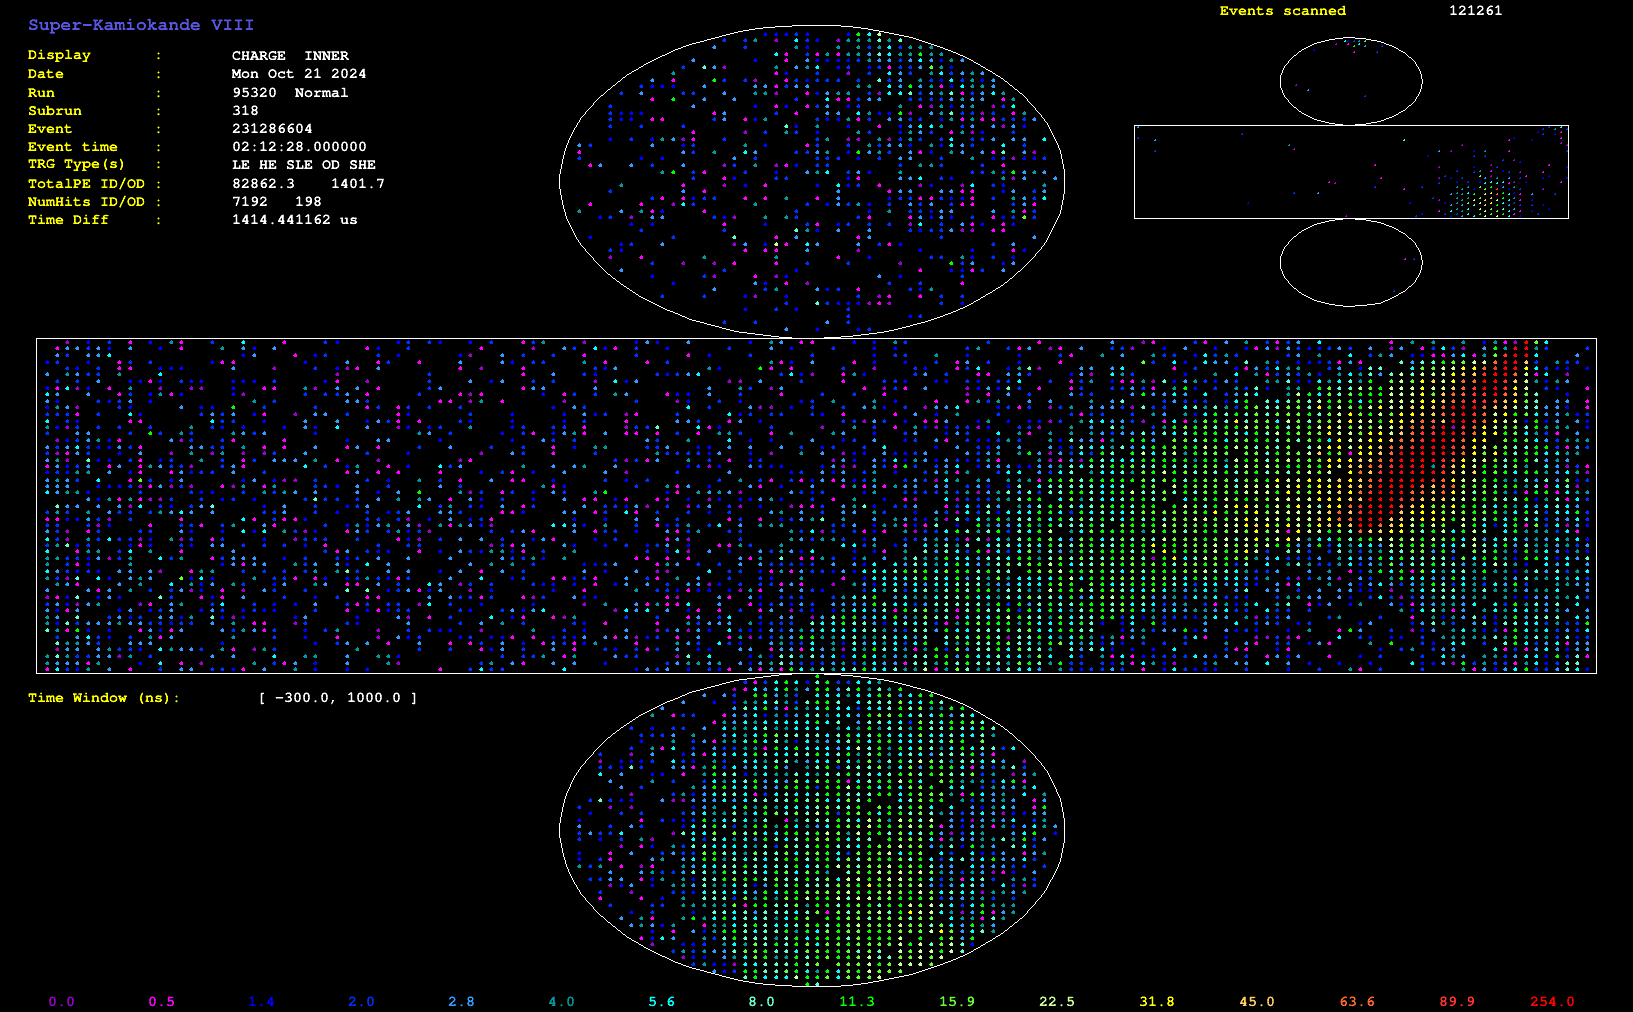 Super-Kamiokande VIII
Events scanned 121261
Display : CHARGE INNER
Date : Mon Oct 21 2024
Run : 95320 Normal
Subrun : 318
Event : 231286604
Event time : 02:12:28.000000
TRG Type(s) : LE HE SLE OD SHE
TotalPE ID/OD : 82862.3 1401.7
NumHits ID/OD : 7192 198
Time Diff : 1414.441162 us
Time Window (ns): [ −300.0, 1000.0 ]
0.0 0.5 1.4 2.0 2.8 4.0 5.6 8.0 11.3 15.9 22.5 31.8 45.0 63.6 89.9 254.0